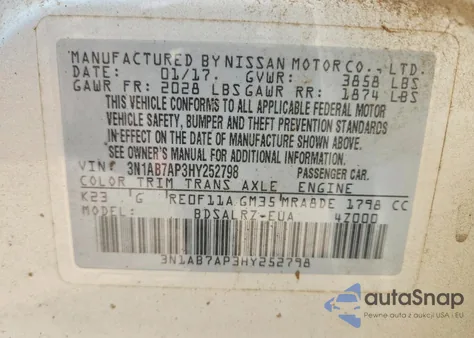 MANUFACTURED BY NISSAN MOTOR CO., LTD.
DATE: 01/17. GVWR: 3858 LBS
GAWR FR: 2028 LBS GAWR RR: 1874 LBS
THIS VEHICLE CONFORMS TO ALL APPLICABLE FEDERAL MOTOR
VEHICLE SAFETY, BUMPER, AND THEFT PREVENTION STANDARDS
IN EFFECT ON THE DATE OF MANUFACTURE SHOWN ABOVE.
SEE OWNER'S MANUAL FOR ADDITIONAL INFORMATION.
VIN# 3N1AB7AP3HY252798 PASSENGER CAR.
COLOR TRIM TRANS AXLE ENGINE
K23 G RE0F11A GM35 MRA8DE 1798 CC
BDSALRZ-EUA 4Z000
3N1AB7AP3HY252798
autoSnap
Pewne auta z aukcji USA i EU